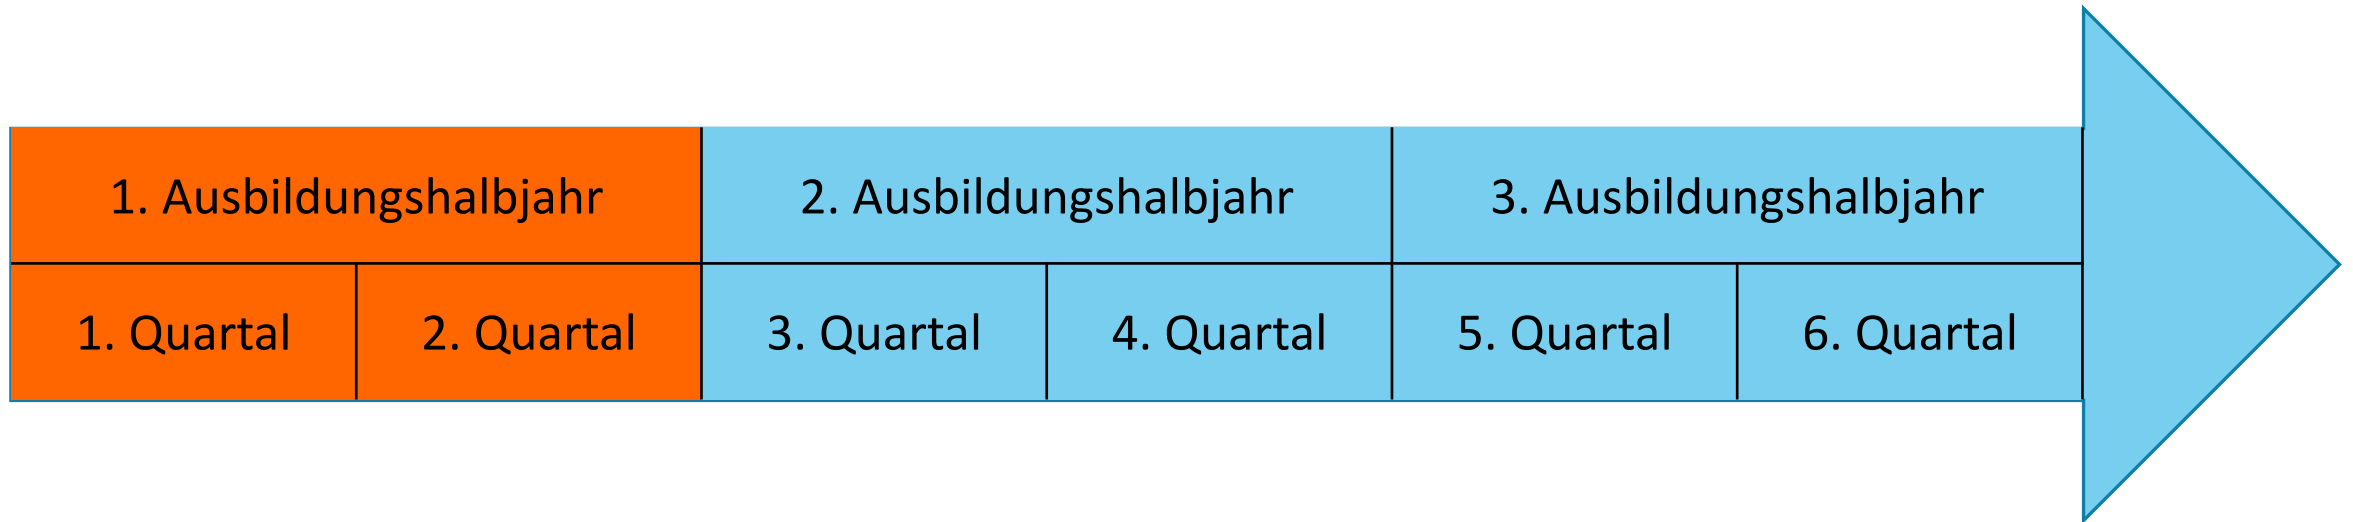 1. Ausbildungshalbjahr 2. Ausbildungshalbjahr 3. Ausbildungshalbjahr
1. Quartal 2. Quartal 3. Quartal 4. Quartal 5. Quartal 6. Quartal